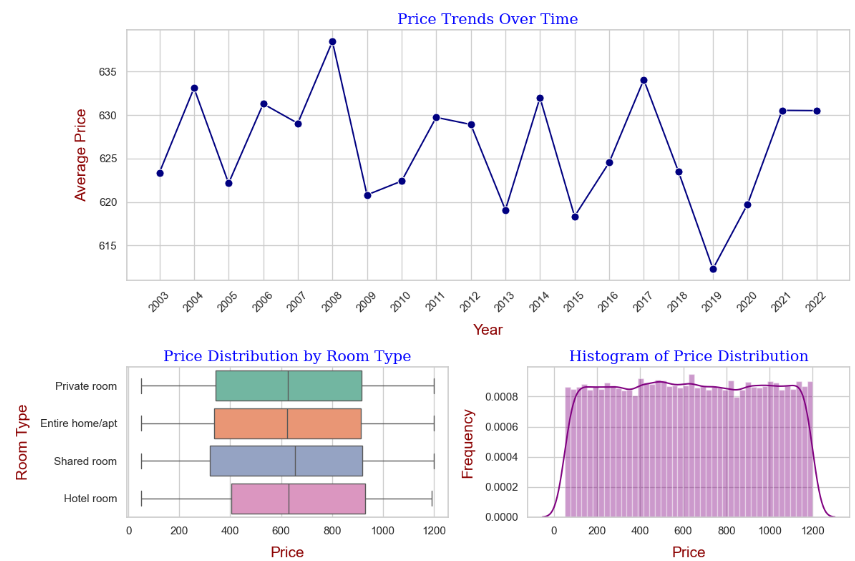 Price Trends Over Time
635
630
625
620
615
Average Price
2003 2004 2005 2006 2007 2008 2009 2010 2011 2012 2013 2014 2015 2016 2017 2018 2019 2020 2021 2022
Year
Price Distribution by Room Type
Private room
Entire home/apt
Shared room
Hotel room
Room Type
0 200 400 600 800 1000 1200
Price
Histogram of Price Distribution
0.0008
0.0006
0.0004
0.0002
0.0000
Frequency
0 200 400 600 800 1000 1200
Price